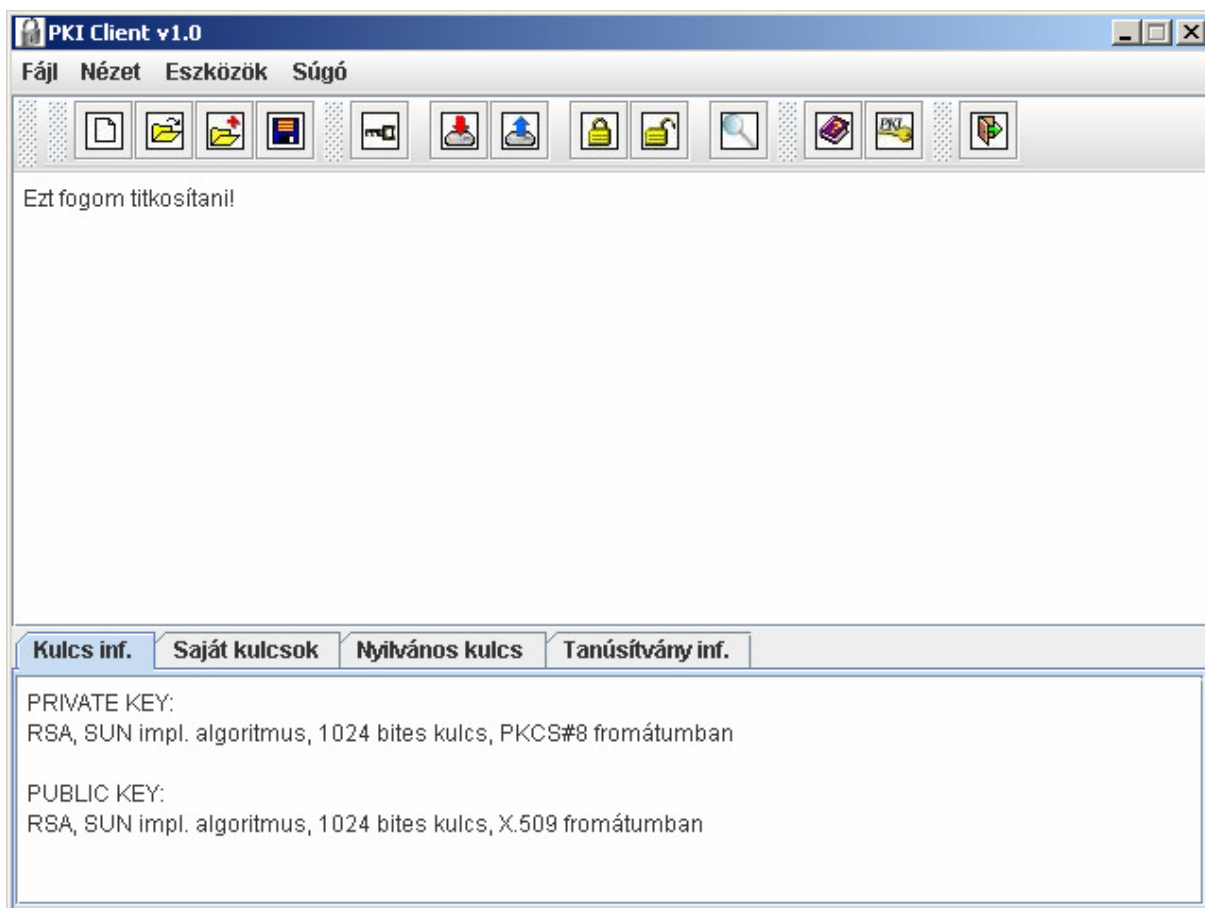 PKI Client v1.0
Fájl Nézet Eszközök Súgó
PKI
Ezt fogom titkosítani!
Kulcs inf. Saját kulcsok Nyilvános kulcs Tanúsítvány inf.
PRIVATE KEY:
RSA, SUN impl. algoritmus, 1024 bites kulcs, PKCS#8 fromátumban
PUBLIC KEY:
RSA, SUN impl. algoritmus, 1024 bites kulcs, X.509 fromátumban